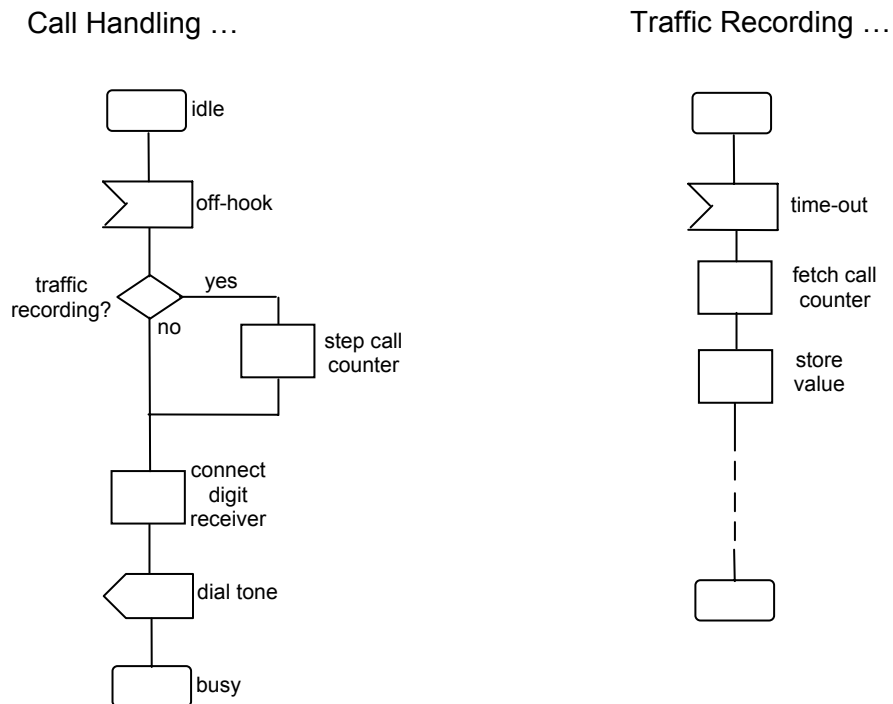 Call Handling …
idle
off-hook
traffic
recording?
yes
no
step call
counter
connect
digit
receiver
dial tone
busy
Traffic Recording …
time-out
fetch call
counter
store
value